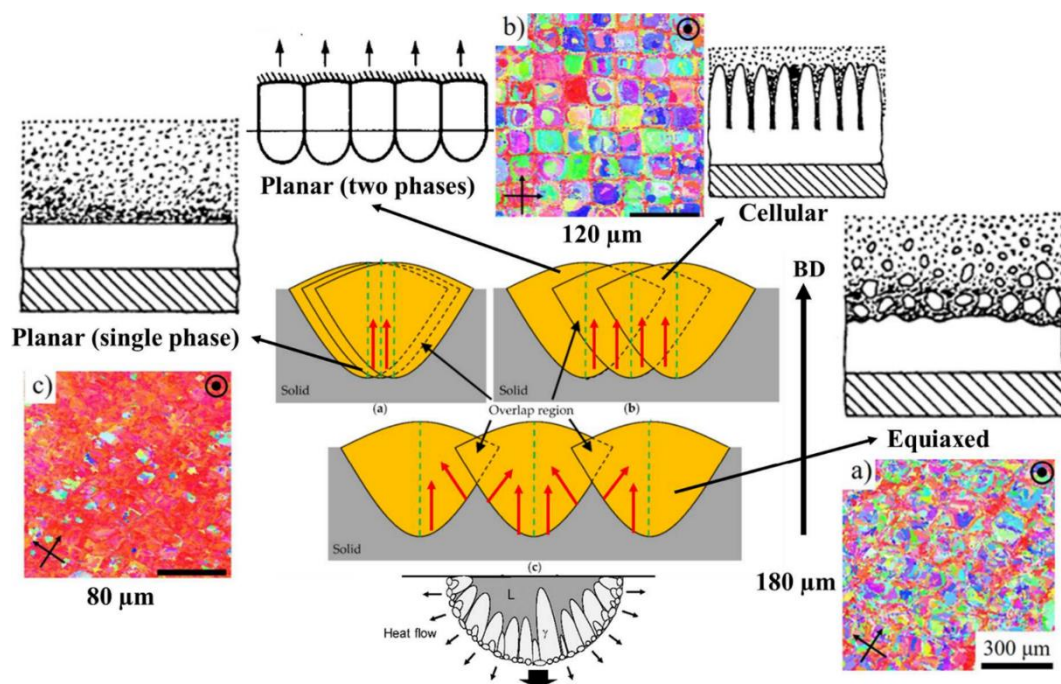 b)
Planar (two phases)
120 µm
Cellular
BD
Planar (single phase)
Solid
(a)
Solid
(b)
Overlap region
Equiaxed
c)
80 µm
Solid
(c)
180 µm
a)
300 µm
L
γ
Heat flow